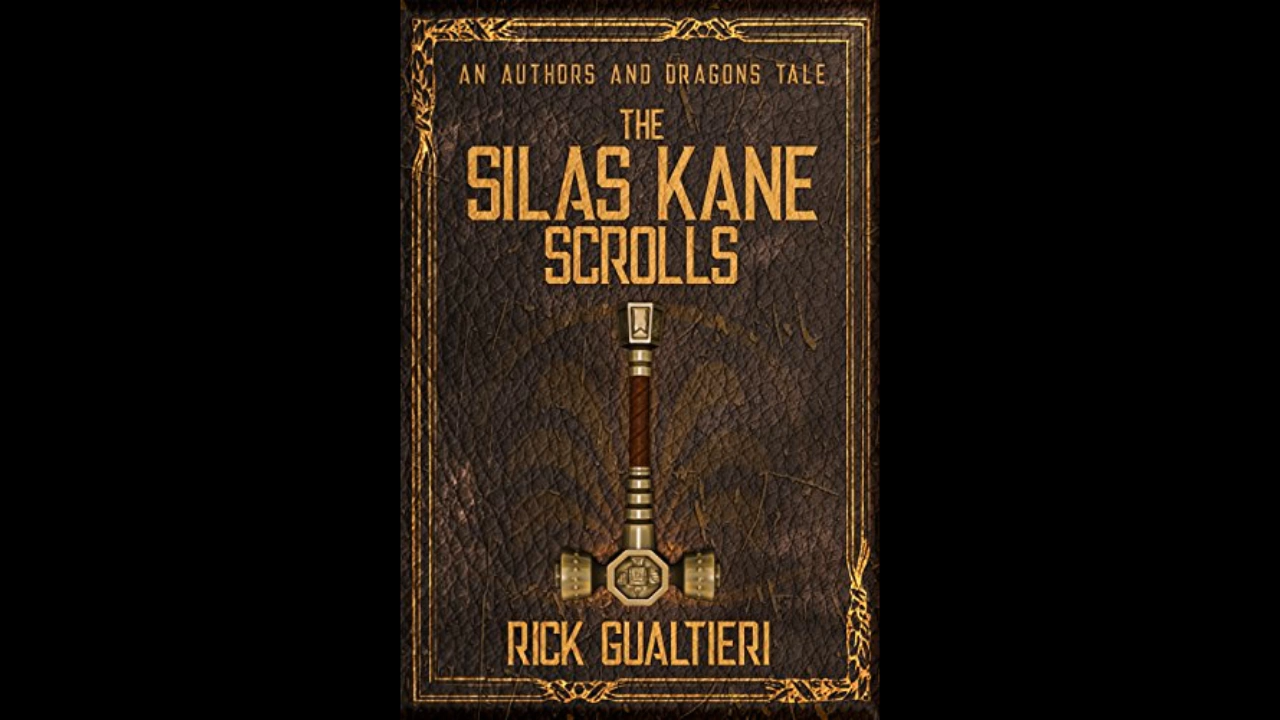 AN AUTHORS AND DRAGONS TALE
THE
SILAS KANE
SCROLLS
RICK GUALTIERI